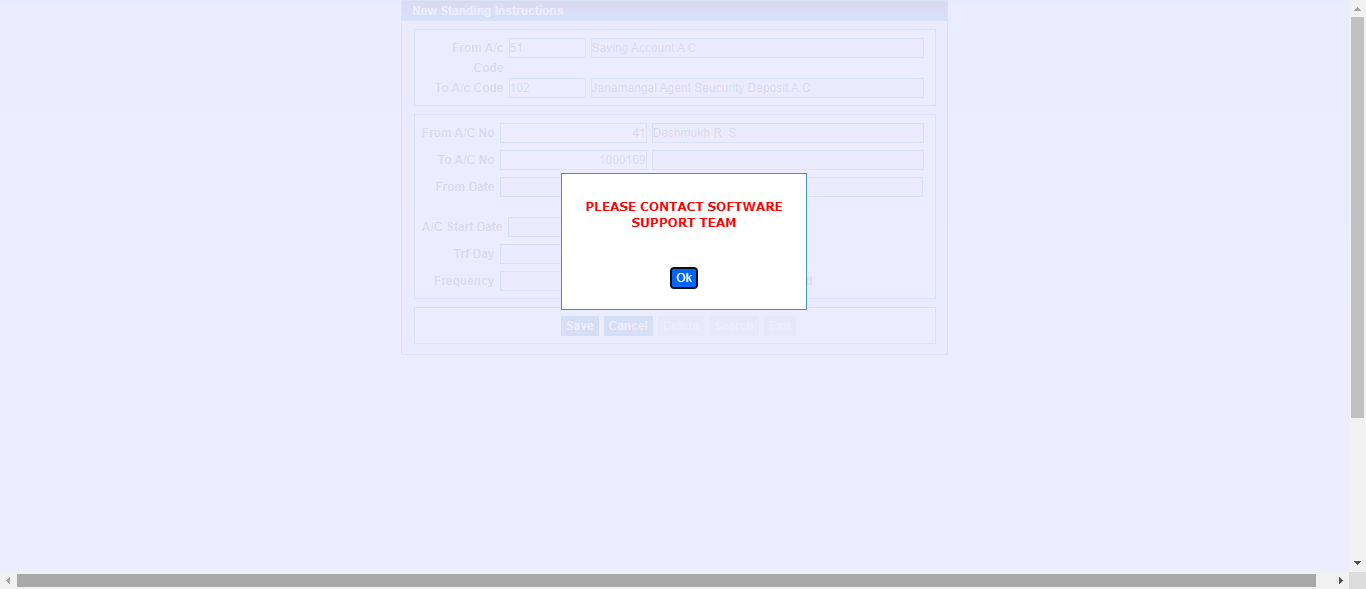 New Standing Instructions
From A/c Code 51 Saving Account A C
To A/c Code 102 Janamangal Agent Seucurity Deposit A C
From A/C No 41 Deshmukh R S
To A/C No 1000169
From Date
PLEASE CONTACT SOFTWARE
SUPPORT TEAM
A/C Start Date
Trf Day
Ok
Frequency
Save Cancel Delete Search Exit